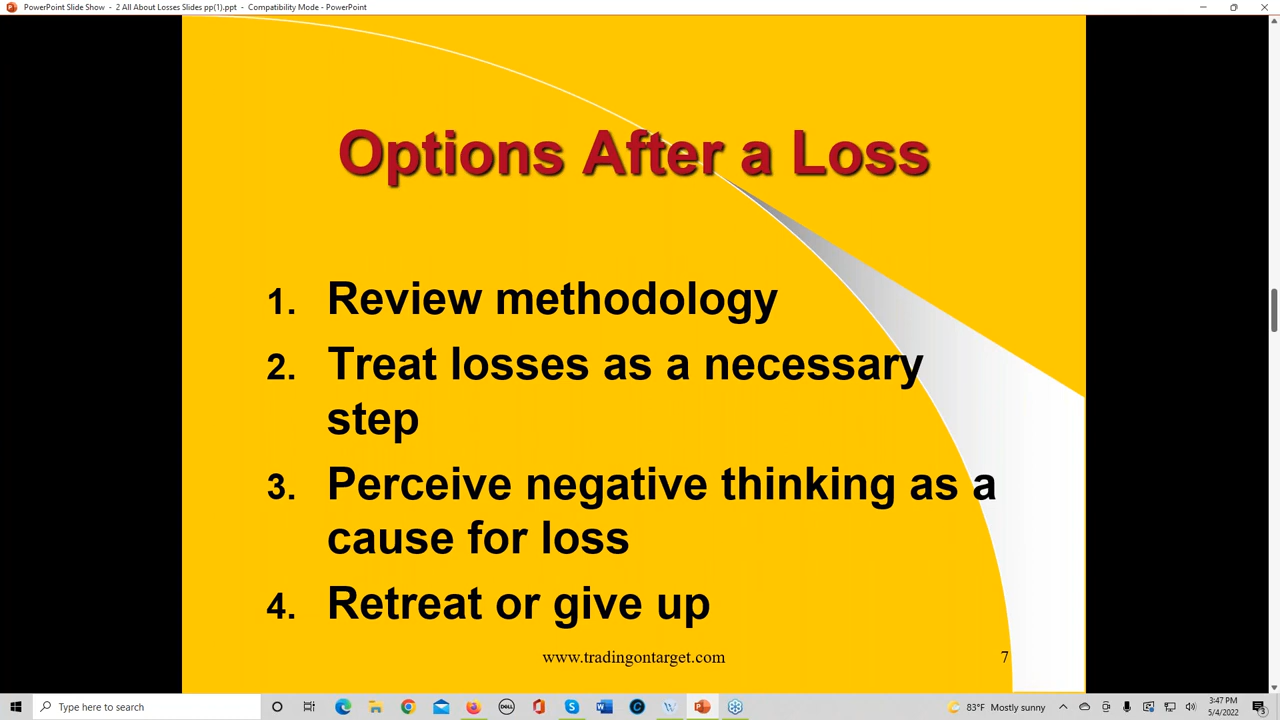 PowerPoint Slide Show - 2 All About Losses Slides pp(1).ppt - Compatibility Mode - PowerPoint
Options After a Loss
1. Review methodology
2. Treat losses as a necessary
step
3. Perceive negative thinking as a
cause for loss
4. Retreat or give up
www.tradingontarget.com
7
Type here to search
DELL
83°F Mostly sunny
3:47 PM
5/4/2022
3